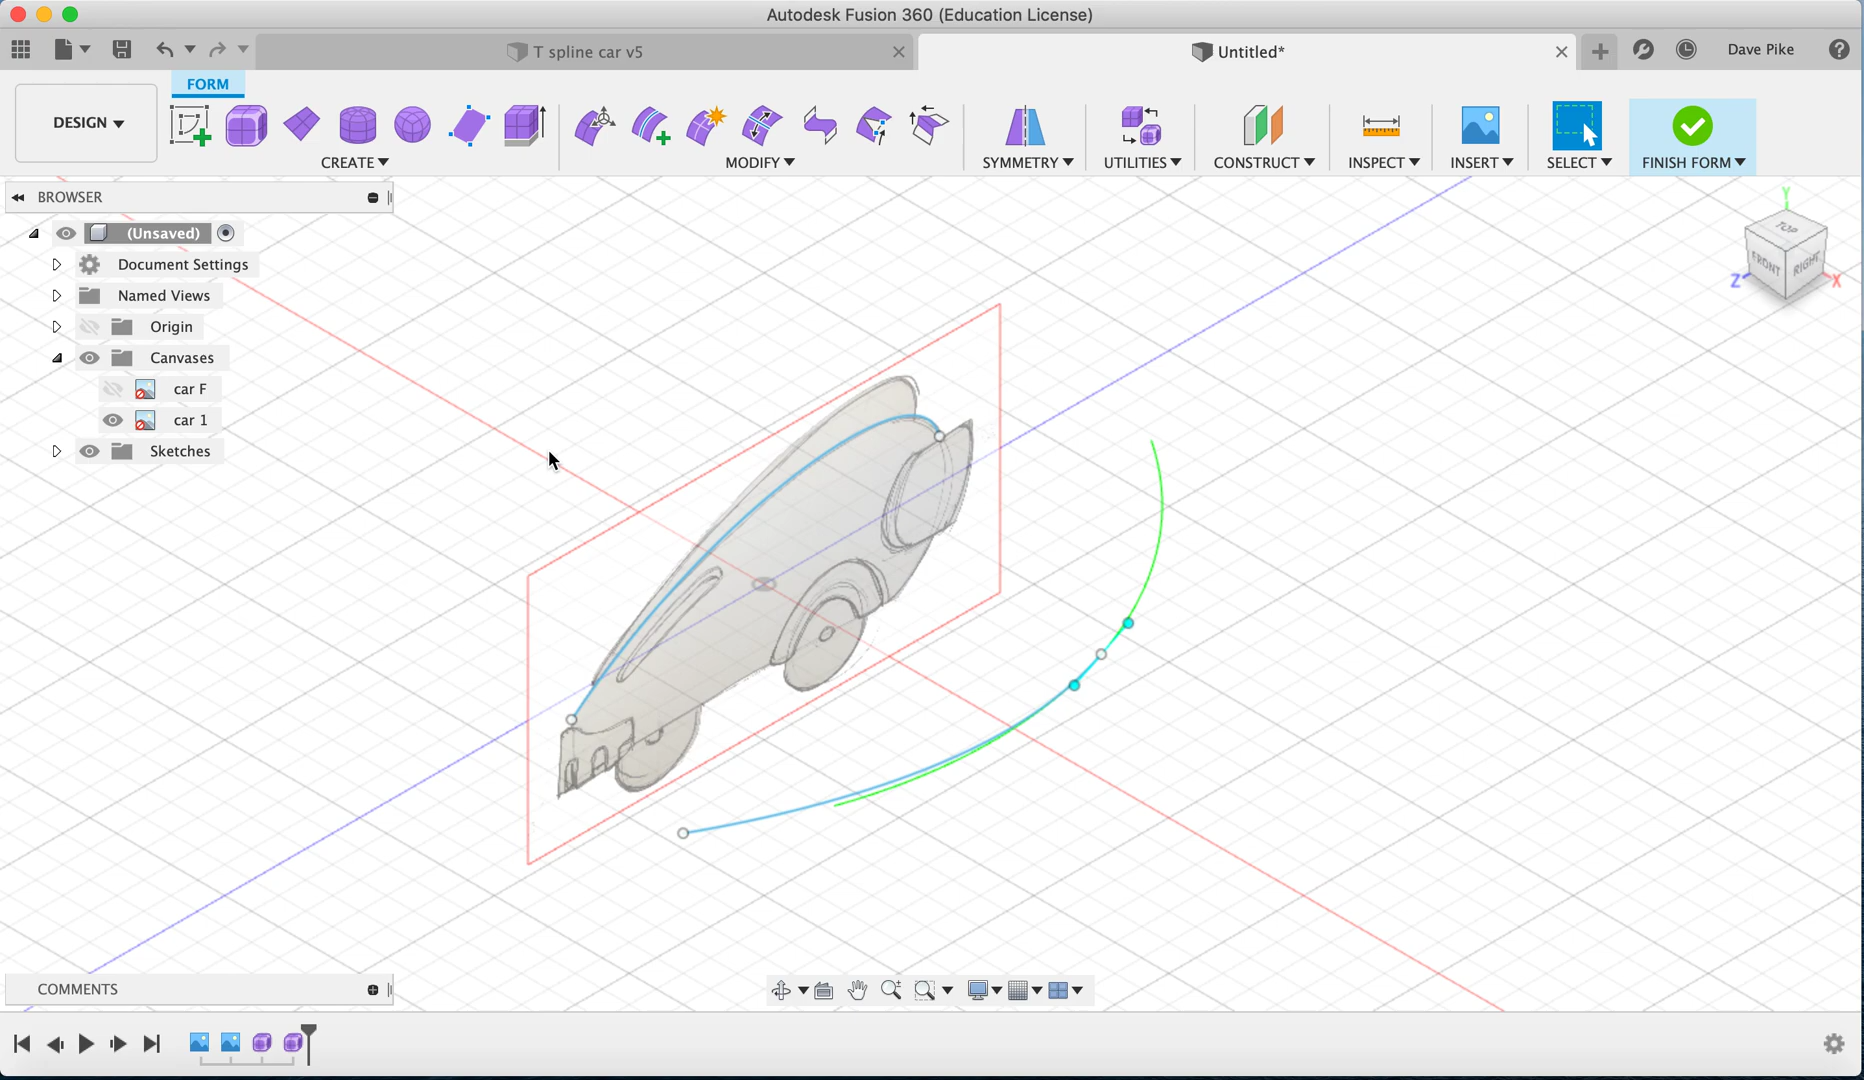 Autodesk Fusion 360 (Education License)
T spline car v5
Untitled*
Dave Pike
FORM
DESIGN
CREATE
MODIFY
SYMMETRY
UTILITIES
CONSTRUCT
INSPECT
INSERT
SELECT
FINISH FORM
BROWSER
(Unsaved)
Document Settings
Named Views
Origin
Canvases
car F
car 1
Sketches
Y
TOP
FRONT
RIGHT
Z
X
COMMENTS